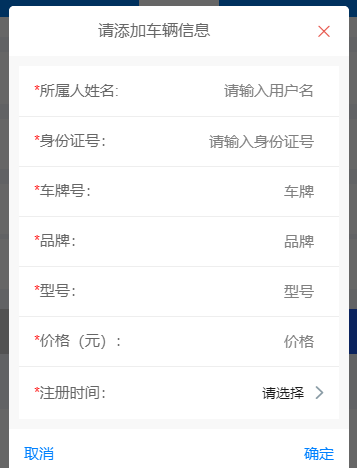 请添加车辆信息
*所属人姓名: 请输入用户名
*身份证号: 请输入身份证号
*车牌号: 车牌
*品牌: 品牌
*型号: 型号
*价格（元）: 价格
*注册时间: 请选择
取消 确定